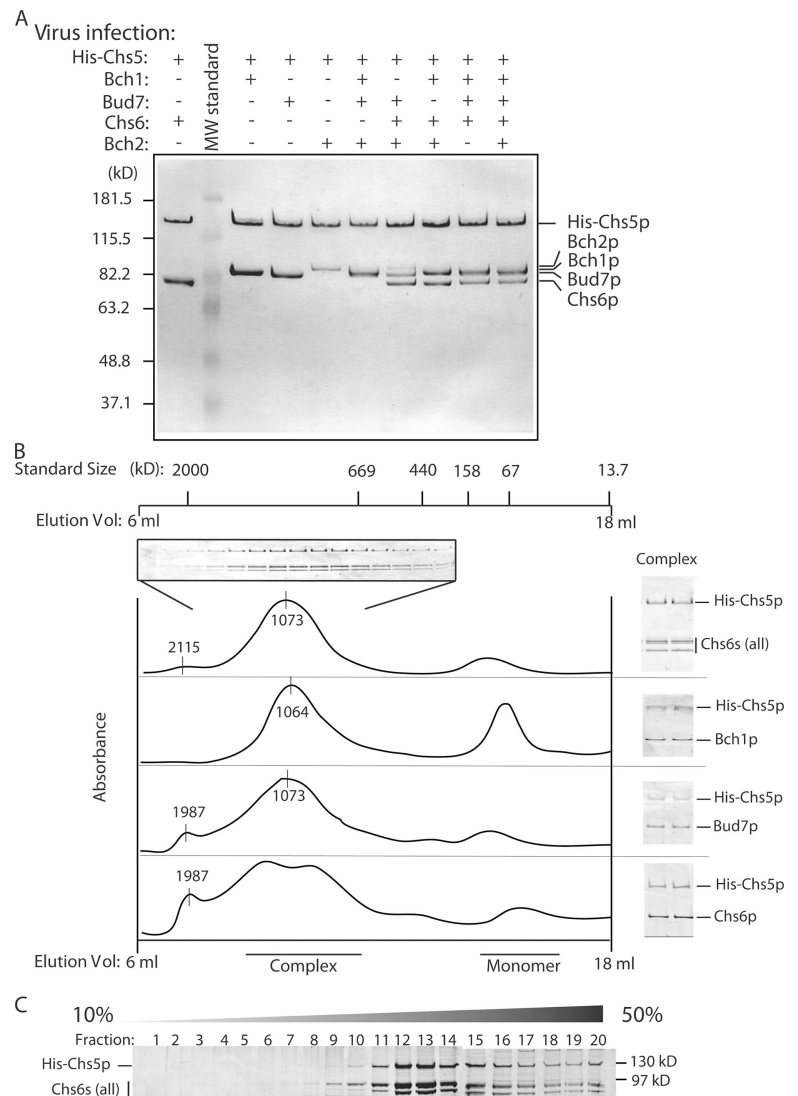 A
Virus infection:
His-Chs5: + + + + + + + + +
Bch1: - + - - + - + + +
Bud7: - - + - + + - + +
Chs6: + - - - - + + + +
Bch2: - - - + + + + - +
MW standard
(kD)
181.5
115.5
82.2
63.2
48.8
37.1
His-Chs5p
Bch2p
Bch1p
Bud7p
Chs6p
B
Standard Size (kD): 2000 669 440 158 67 13.7
Elution Vol: 6 ml 18 ml
Complex
His-Chs5p
Chs6s (all)
1073
2115
Absorbance
1064
His-Chs5p
Bch1p
1073
1987
His-Chs5p
Bud7p
1987
His-Chs5p
Chs6p
Elution Vol: 6 ml 18 ml
Complex Monomer
C
10% 50%
Fraction: 1 2 3 4 5 6 7 8 9 10 11 12 13 14 15 16 17 18 19 20
His-Chs5p 130 kD
97 kD
Chs6s (all)